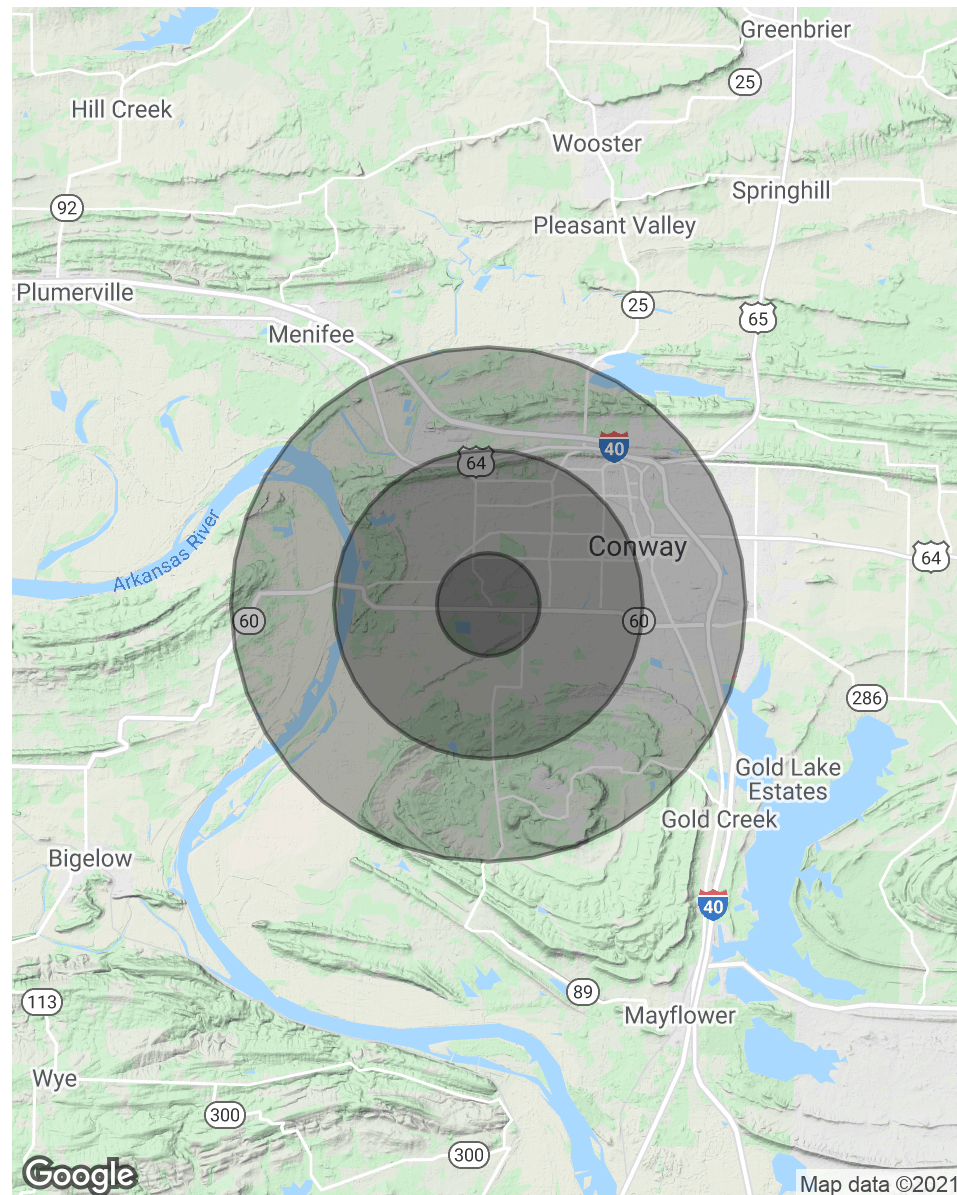 Greenbrier
25
Hill Creek
Wooster
Springhill
92
Pleasant Valley
Plumerville
25
65
Menifee
40
64
Arkansas River
Conway
64
60
60
286
Gold Lake
Estates
Gold Creek
Bigelow
40
89
113
Mayflower
Wye
300
300
Google
Map data ©2021